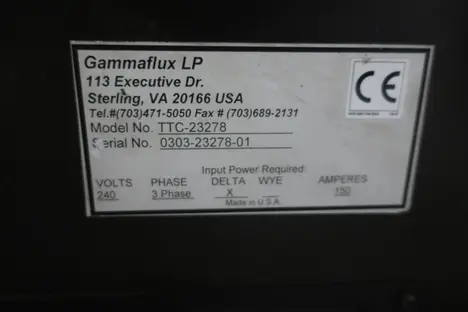 Gammaflux LP
113 Executive Dr.
Sterling, VA 20166 USA
Tel.#(703)471-5050 Fax # (703)689-2131
Model No. TTC-23278
Serial No. 0303-23278-01
CE
Input Power Required
VOLTS PHASE DELTA WYE AMPERES
240 3 Phase X 150
Made in U.S.A.